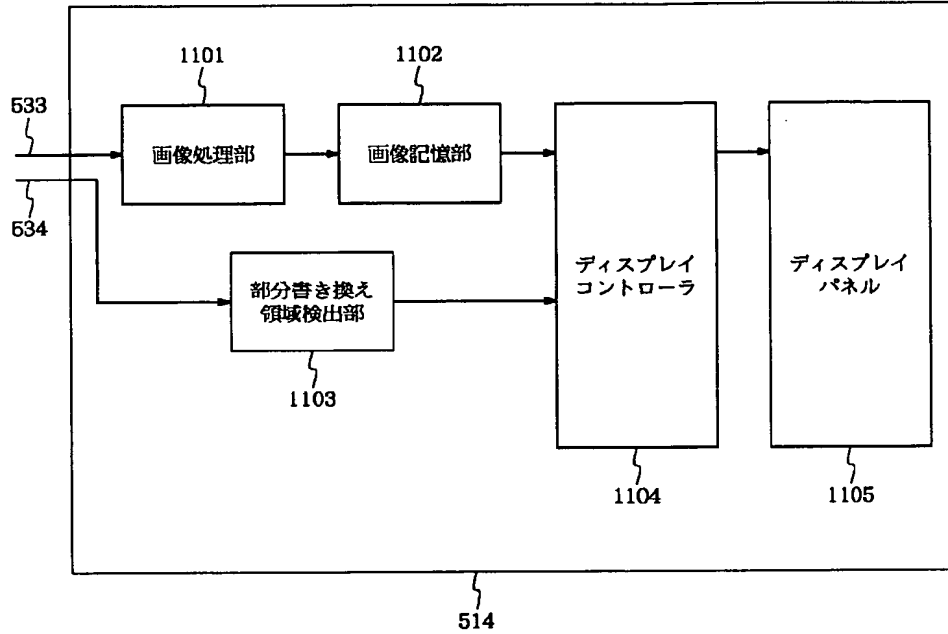 1101
1102
533
画像処理部
画像記憶部
534
部分書き換え
領域検出部
ディスプレイ
コントローラ
ディスプレイ
パネル
1103
1104
1105
514